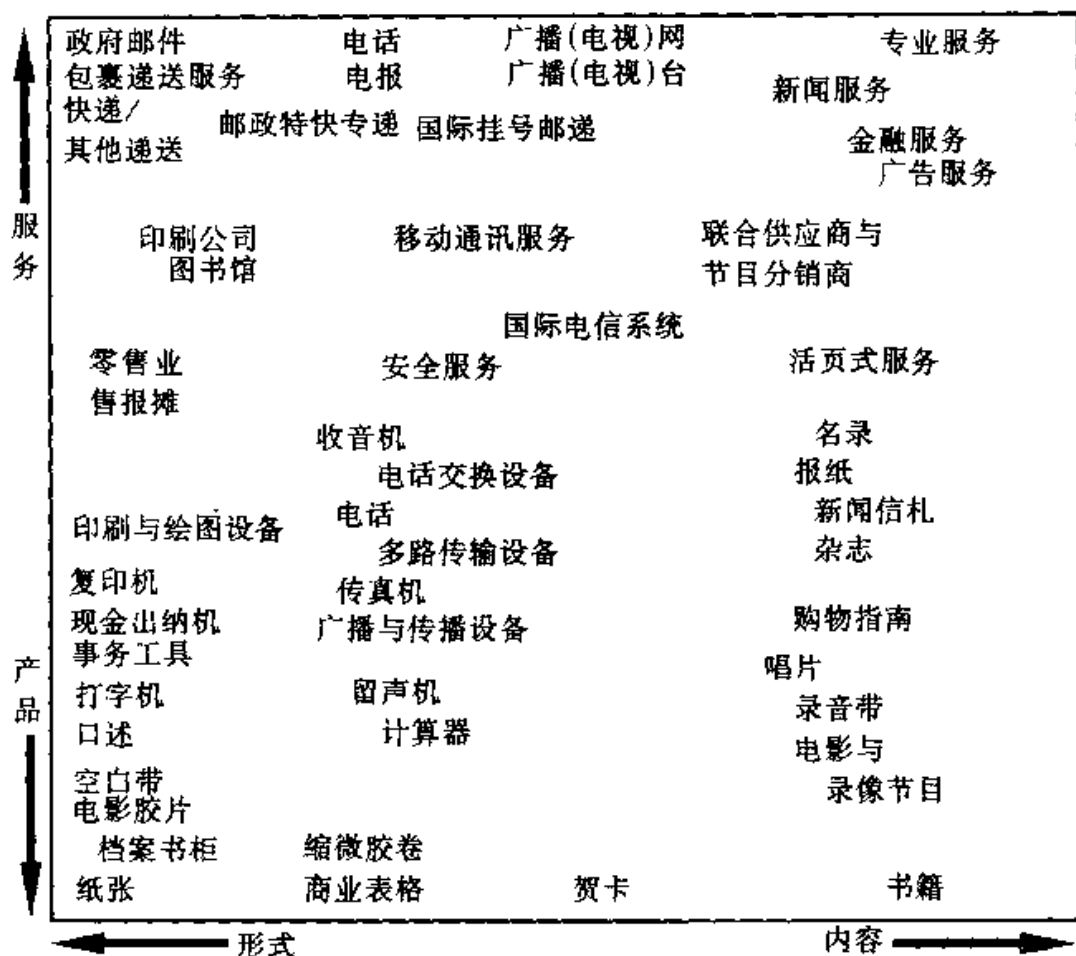 政府邮件 电话 广播(电视)网 专业服务
包裹递送服务 电报 广播(电视)台 新闻服务
快递/
其他递送 邮政特快专递 国际挂号邮递 金融服务
广告服务
服务
印刷公司 移动通讯服务 联合供应商与
图书馆 节目分销商
国际电信系统
零售业 安全服务 活页式服务
售报摊
收音机 名录
电话交换设备 报纸
印刷与绘图设备 电话 新闻信札
多路传输设备 杂志
复印机 传真机
现金出纳机 广播与传播设备 购物指南
事务工具 唱片
产品
打字机 留声机 录音带
口述 计算器 电影与
空白带 录像节目
电影胶片
档案书柜 缩微胶卷
纸张 商业表格 贺卡 书籍
形式 内容